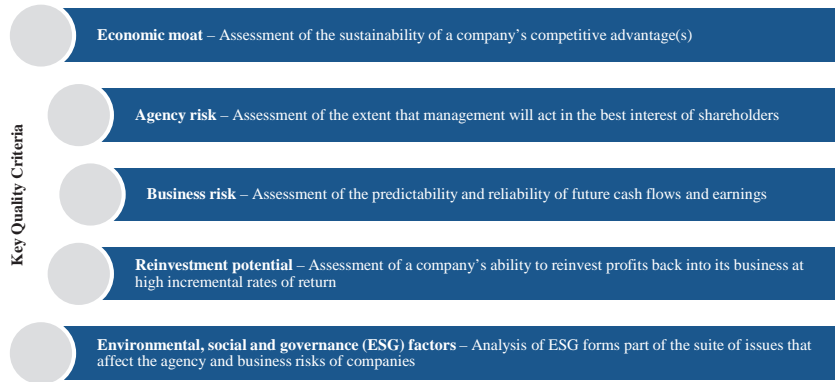 Key Quality Criteria
Economic moat – Assessment of the sustainability of a company’s competitive advantage(s)
Agency risk – Assessment of the extent that management will act in the best interest of shareholders
Business risk – Assessment of the predictability and reliability of future cash flows and earnings
Reinvestment potential – Assessment of a company’s ability to reinvest profits back into its business at
high incremental rates of return
Environmental, social and governance (ESG) factors – Analysis of ESG forms part of the suite of issues that
affect the agency and business risks of companies